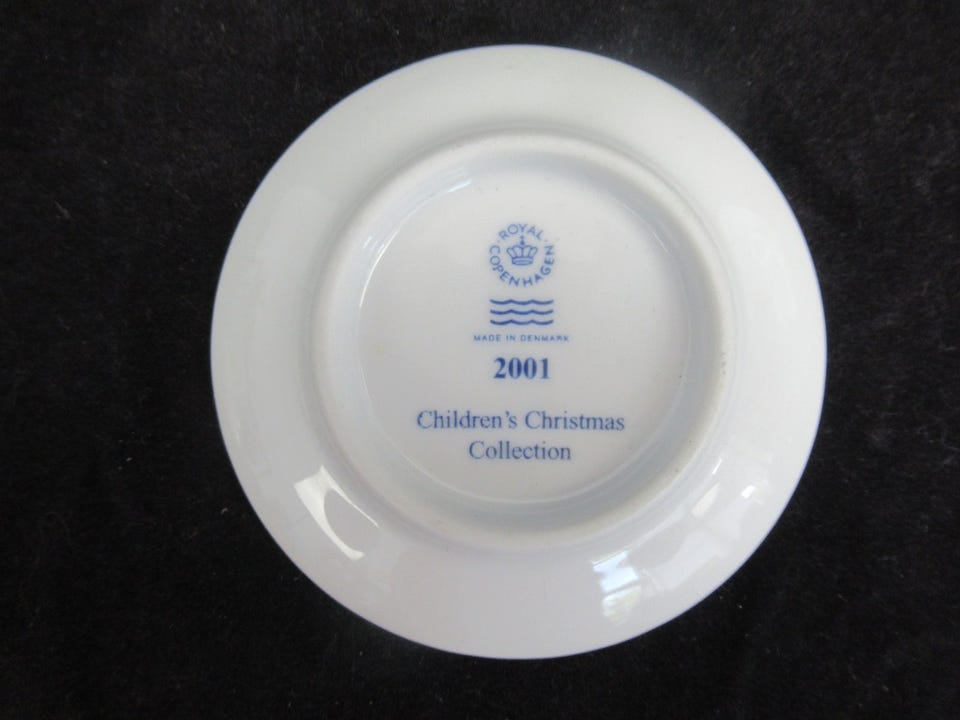 ROYAL
COPENHAGEN
MADE IN DENMARK
2001
Children's Christmas
Collection